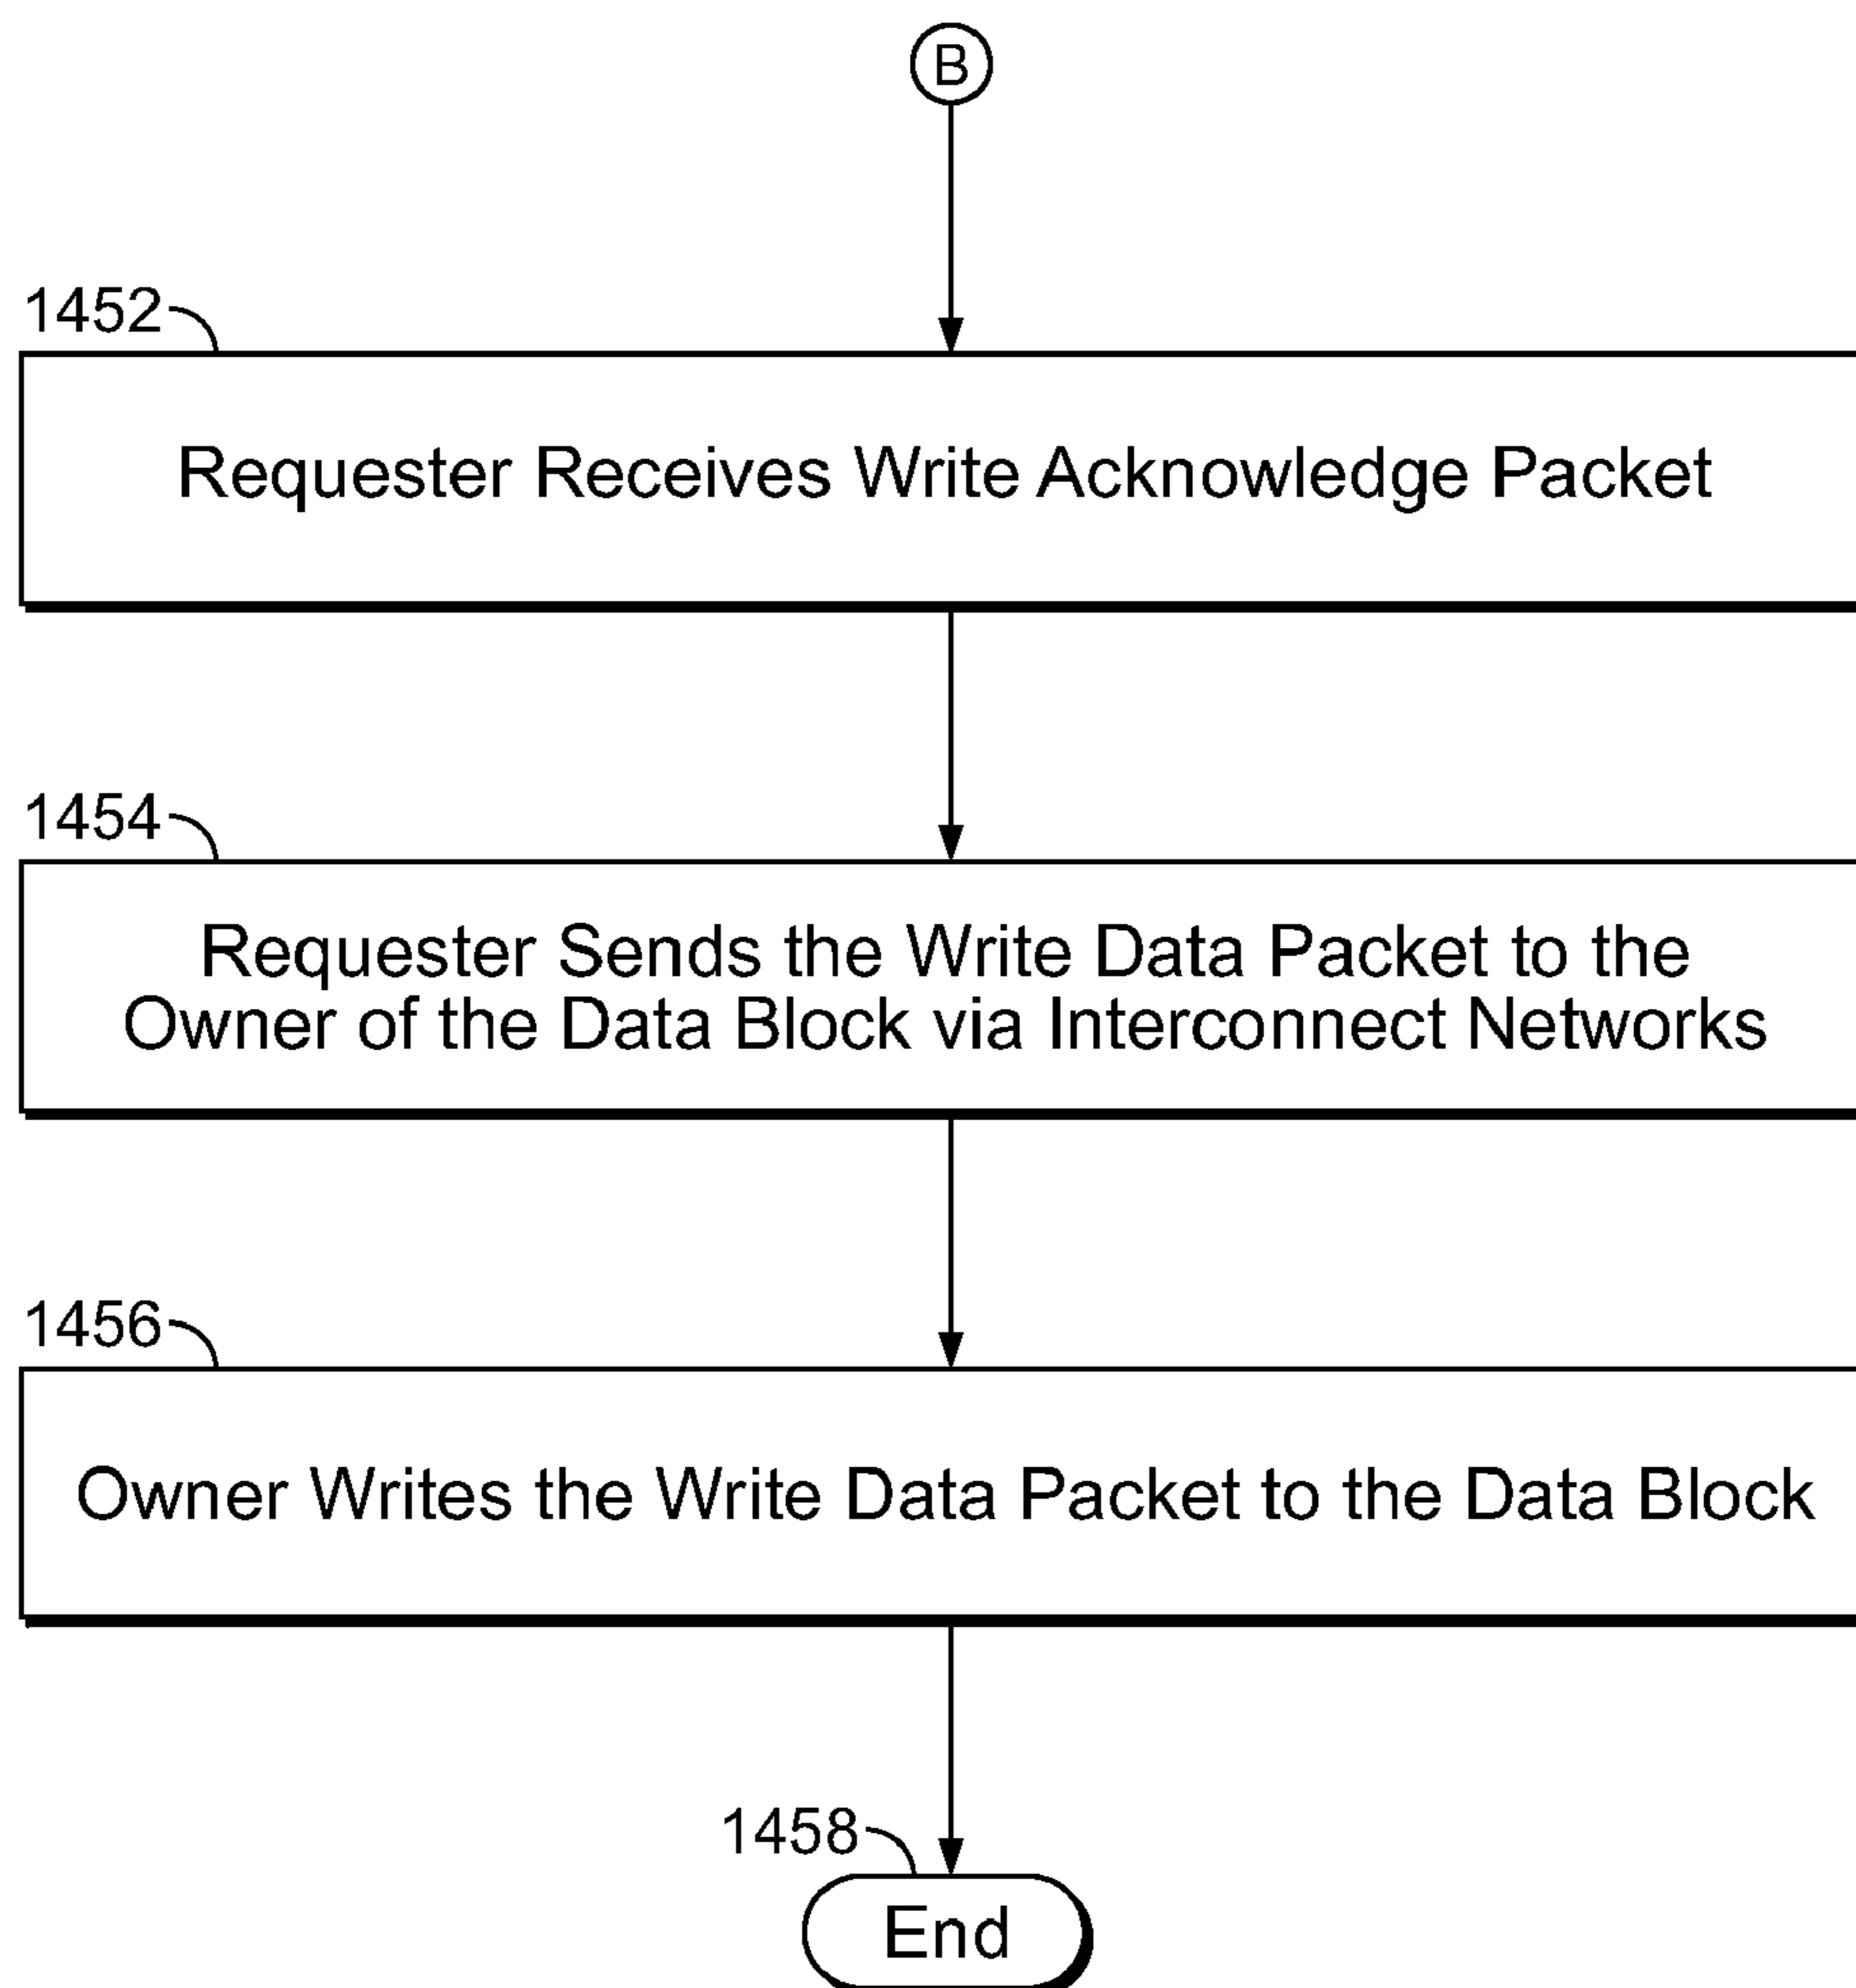 B
1452
Requester Receives Write Acknowledge Packet
1454
Requester Sends the Write Data Packet to the
Owner of the Data Block via Interconnect Networks
1456
Owner Writes the Write Data Packet to the Data Block
1458
End